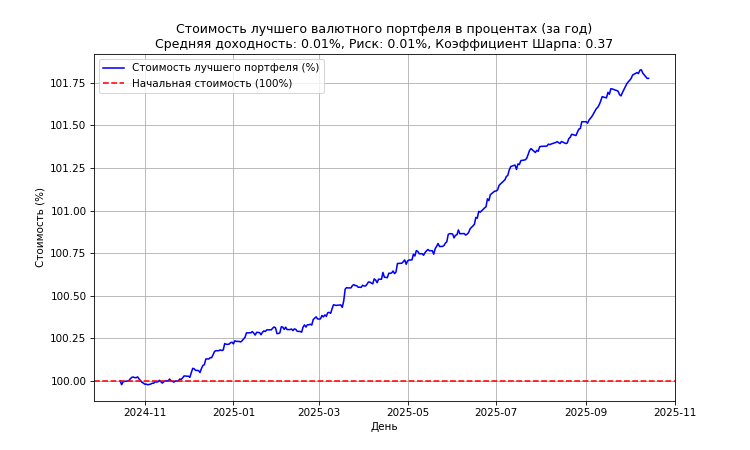 Стоимость лучшего валютного портфеля в процентах (за год)
Средняя доходность: 0.01%, Риск: 0.01%, Коэффициент Шарпа: 0.37
Стоимость лучшего портфеля (%)
Начальная стоимость (100%)
Стоимость (%)
101.75
101.50
101.25
101.00
100.75
100.50
100.25
100.00
2024-11 2025-01 2025-03 2025-05 2025-07 2025-09 2025-11
День